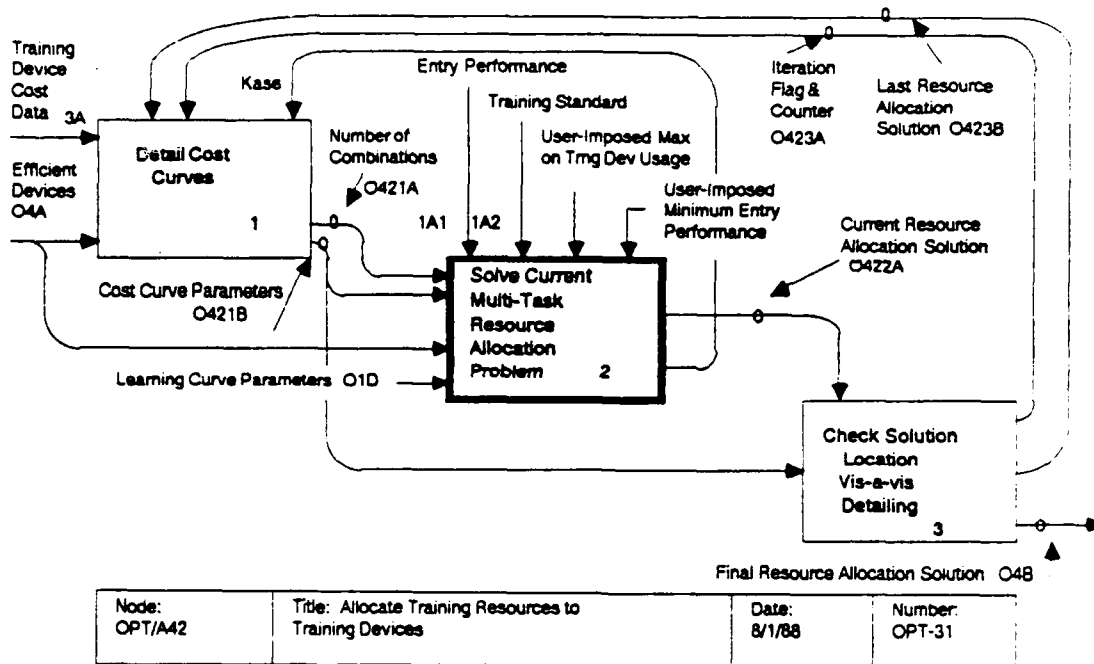 Training
Device
Cost
Data 3A
Efficient
Devices
O4A
Kase
Detail Cost
Curves
1
Cost Curve Parameters
O421B
Learning Curve Parameters O1D
Number of
Combinations
O421A
Entry Performance
Training Standard
User-Imposed Max
on Trng Dev Usage
User-Imposed
Minimum Entry
Performance
1A1 1A2
Solve Current
Multi-Task
Resource
Allocation
Problem 2
Iteration
Flag &
Counter
O423A
Last Resource
Allocation
Solution O423B
Current Resource
Allocation Solution
O422A
Check Solution
Location
Vis-a-vis
Detailing
3
Final Resource Allocation Solution O4B
Node:
OPT/A42
Title: Allocate Training Resources to
Training Devices
Date:
8/1/88
Number:
OPT-31